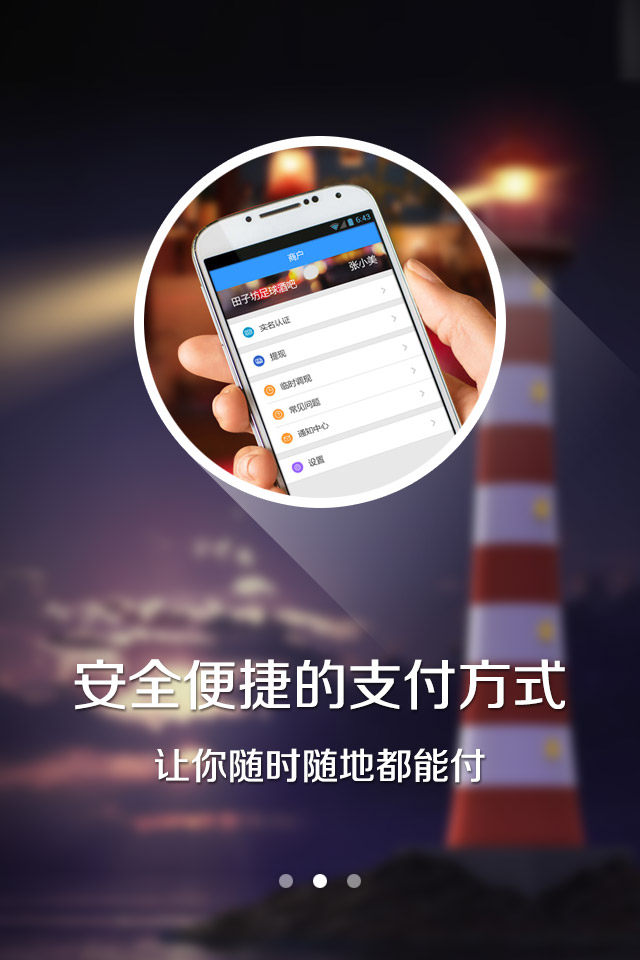 6:43
商户
田子坊足球酒吧
张小美
实名认证
提现
临时调现
常见问题
通知中心
设置
安全便捷的支付方式
让你随时随地都能付